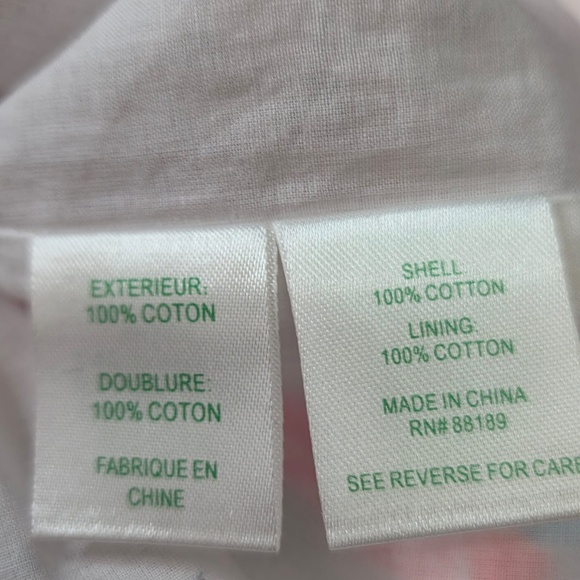 EXTERIEUR:
100% COTON
DOUBLURE:
100% COTON
FABRIQUE EN
CHINE
SHELL
100% COTTON
LINING:
100% COTTON
MADE IN CHINA
RN# 88189
SEE REVERSE FOR CARE